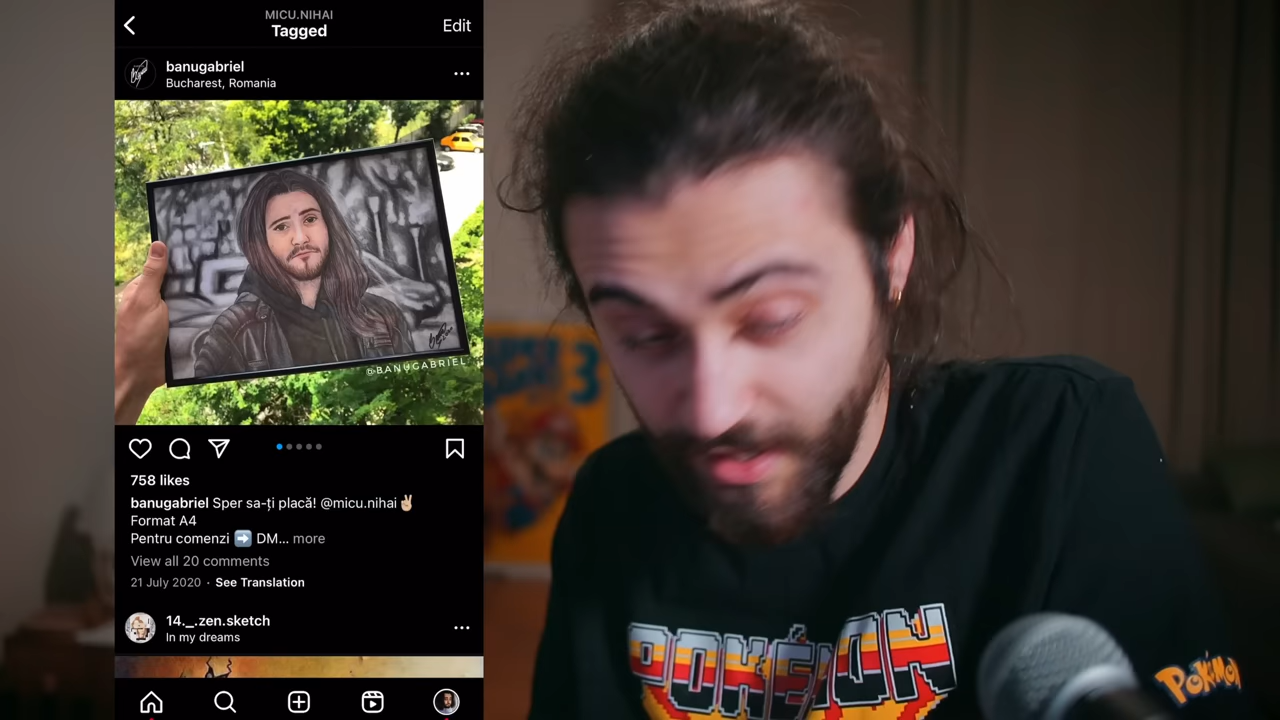 MICU.NIHAI
Tagged
Edit
banugabriel
Bucharest, Romania
@BANUGABRIEL
758 likes
banugabriel Sper sa-ți placă! @micu.nihai✌🏼
Format A4
Pentru comenzi ➡️ DM... more
View all 20 comments
21 July 2020 · See Translation
14._.zen.sketch
In my dreams
3
POKÉMON
POKÉMON